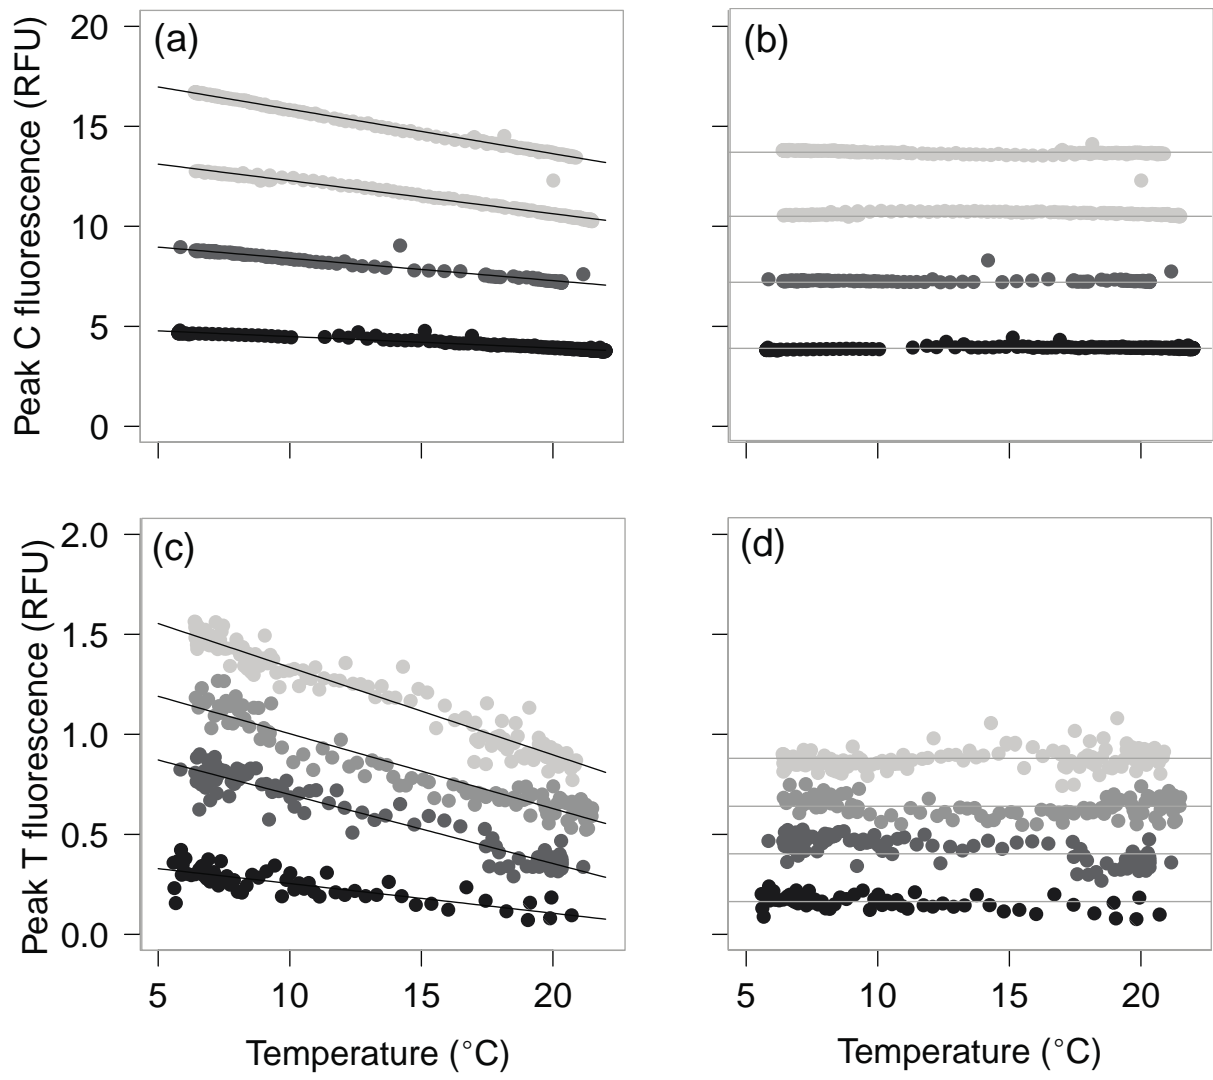 Peak C fluorescence (RFU)
20
15
10
5
0
(a)
(b)
Peak T fluorescence (RFU)
2.0
1.5
1.0
0.5
0.0
(c)
(d)
5 10 15 20
5 10 15 20
Temperature (°C)
Temperature (°C)